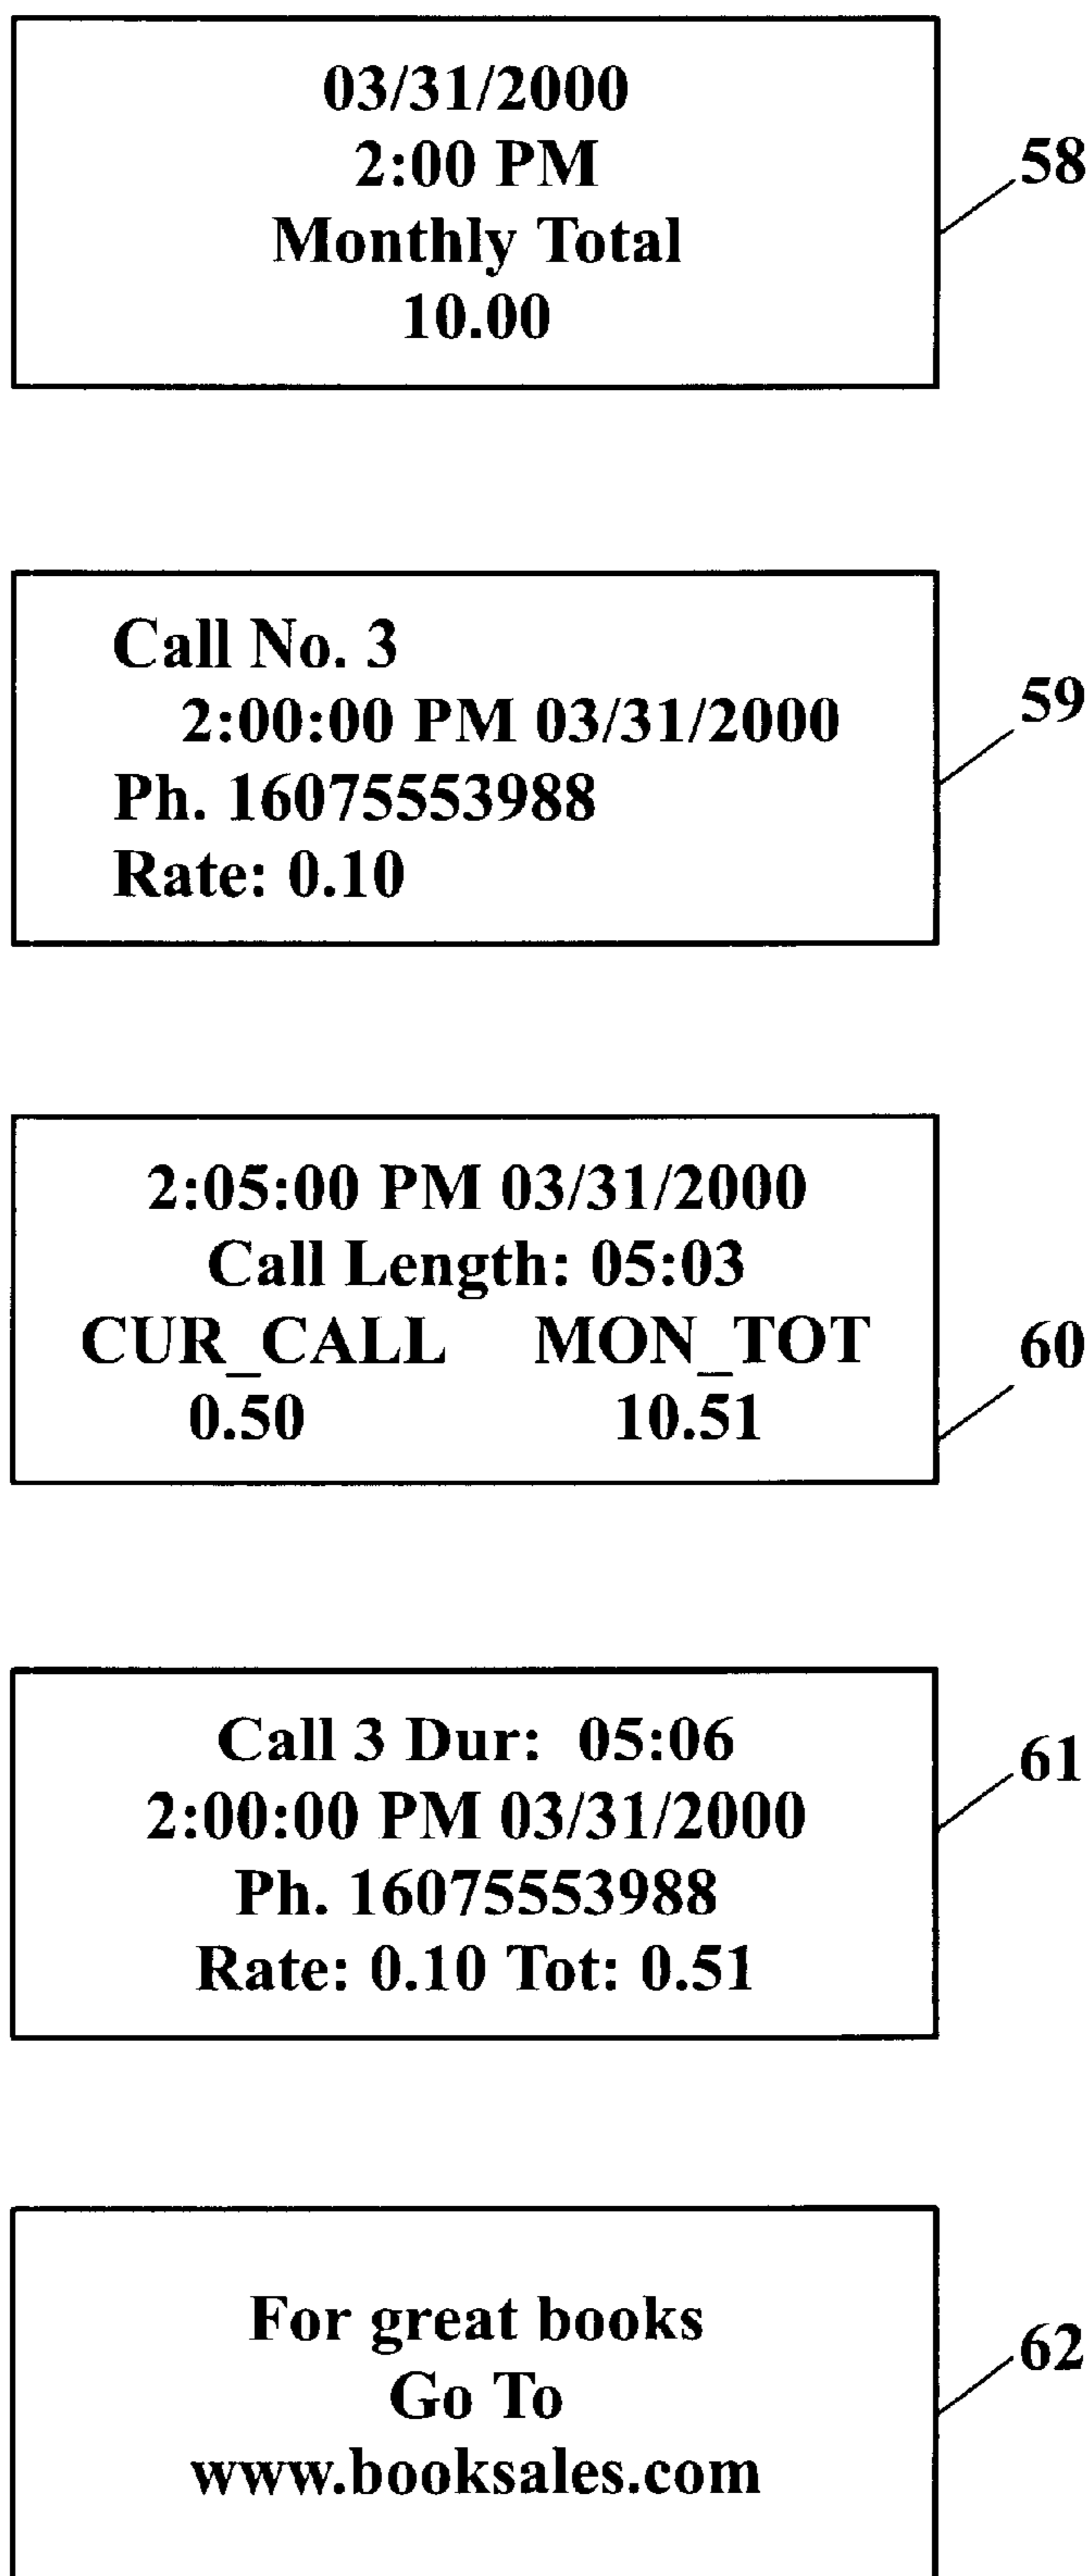 03/31/2000
2:00 PM
Monthly Total
10.00
58
Call No. 3
2:00:00 PM 03/31/2000
Ph. 16075553988
Rate: 0.10
59
2:05:00 PM 03/31/2000
Call Length: 05:03
CUR_CALL MON_TOT
0.50 10.51
60
Call 3 Dur: 05:06
2:00:00 PM 03/31/2000
Ph. 16075553988
Rate: 0.10 Tot: 0.51
61
For great books
Go To
www.booksales.com
62